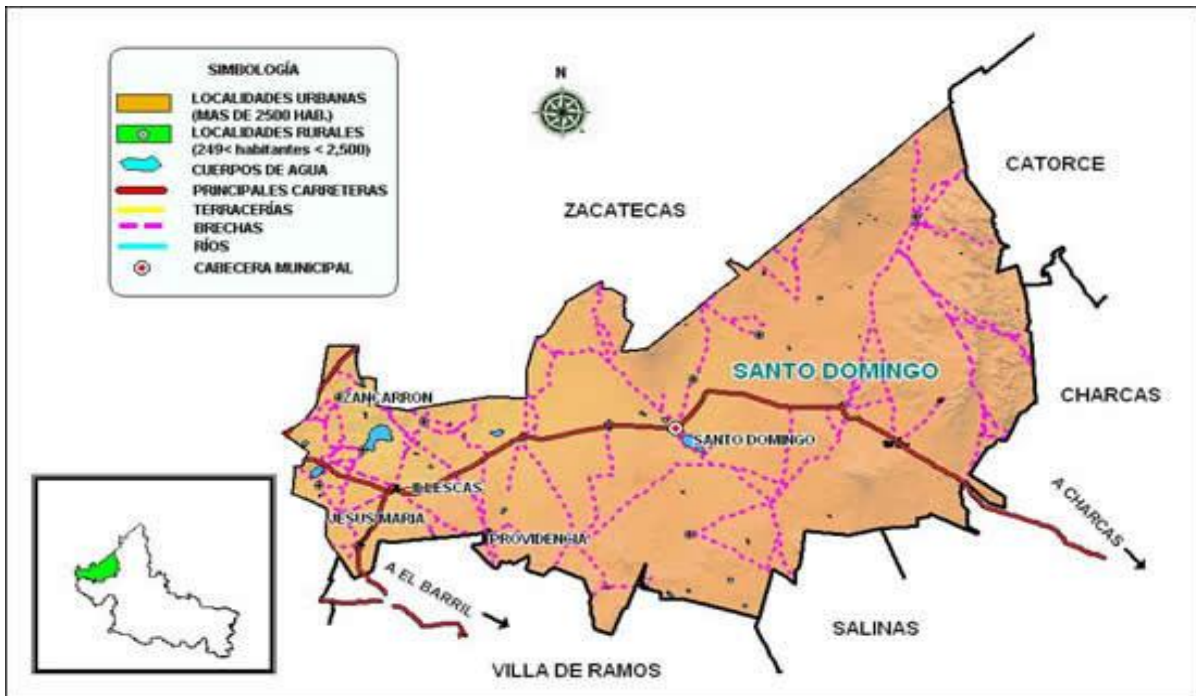 SIMBOLOGÍA
LOCALIDADES URBANAS
(MAS DE 2500 HAB.)
LOCALIDADES RURALES
(249< habitantes < 2,500)
CUERPOS DE AGUA
PRINCIPALES CARRETERAS
TERRACERÍAS
BRECHAS
RÍOS
CABECERA MUNICIPAL
N
ZACATECAS
CATORCE
SANTO DOMINGO
CHARCAS
ZANCARRON
SANTO DOMINGO
ILLESCAS
JESUS MARIA
PROVIDENCIA
A CHARCAS
A EL BARRIL
SALINAS
VILLA DE RAMOS